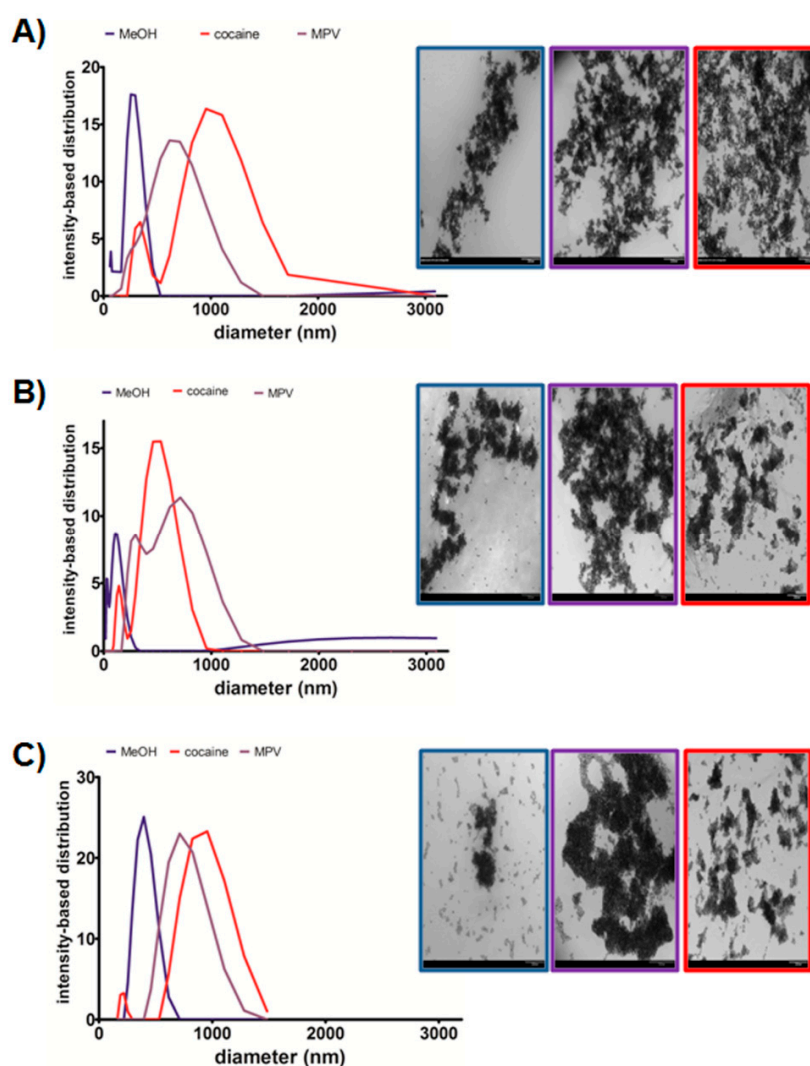 A)
MeOH cocaine MPV
intensity-based distribution
20
15
10
5
0
0 1000 2000 3000
diameter (nm)
B)
MeOH cocaine MPV
intensity-based distribution
15
10
5
0
0 1000 2000 3000
diameter (nm)
C)
MeOH cocaine MPV
intensity-based distribution
30
20
10
0
0 1000 2000 3000
diameter (nm)